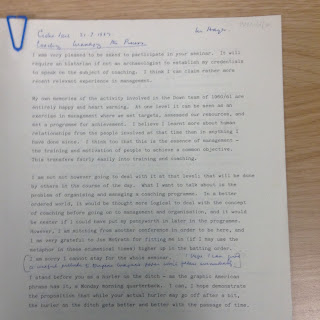 I am very pleased to be asked to participate in your seminar. It will
require an historian if not an archaeologist to establish my credentials
to speak on the subject of coaching. I think I can claim rather more
recent relevant experience in management.
My own memories of the activity involved in the Down team of 1960/61 are
entirely happy and heart warming. At one level it can be seen as an
exercise in management where we set targets, assessed our resources, and
set a programme for achievement. I believe I learnt more about human
relationships from the people involved at that time than in anything I
have done since. I think too that this is the essence of management -
the training and motivation of people to achieve a common objective.
This transfers fairly easily into training and coaching.
I am not however going to deal with it at that level; that will be done
by others in the course of the day. What I want to talk about is the
problem of organising and managing a coaching programme. In a better
ordered world, it would be thought more logical to deal with the concept
of coaching before going on to management and organisation, and it would
be neater if I could have put my pennyworth in later in the programme.
However, I am mitching from another conference in order to be here, and
I am very grateful to Jim McGrath for fitting me in (if I may use the
metaphor in these ecumenical times) higher up in the batting order.
I am sorry I cannot stay for the whole seminar.
I stand before you as a hurler on the ditch - as the graphic American
phrase has it, a Monday morning quarterback. I can, I hope, demonstrate
the proposition that while your actual hurler may go off after a bit, the
hurler on the ditch gets better and better with the passage of time.